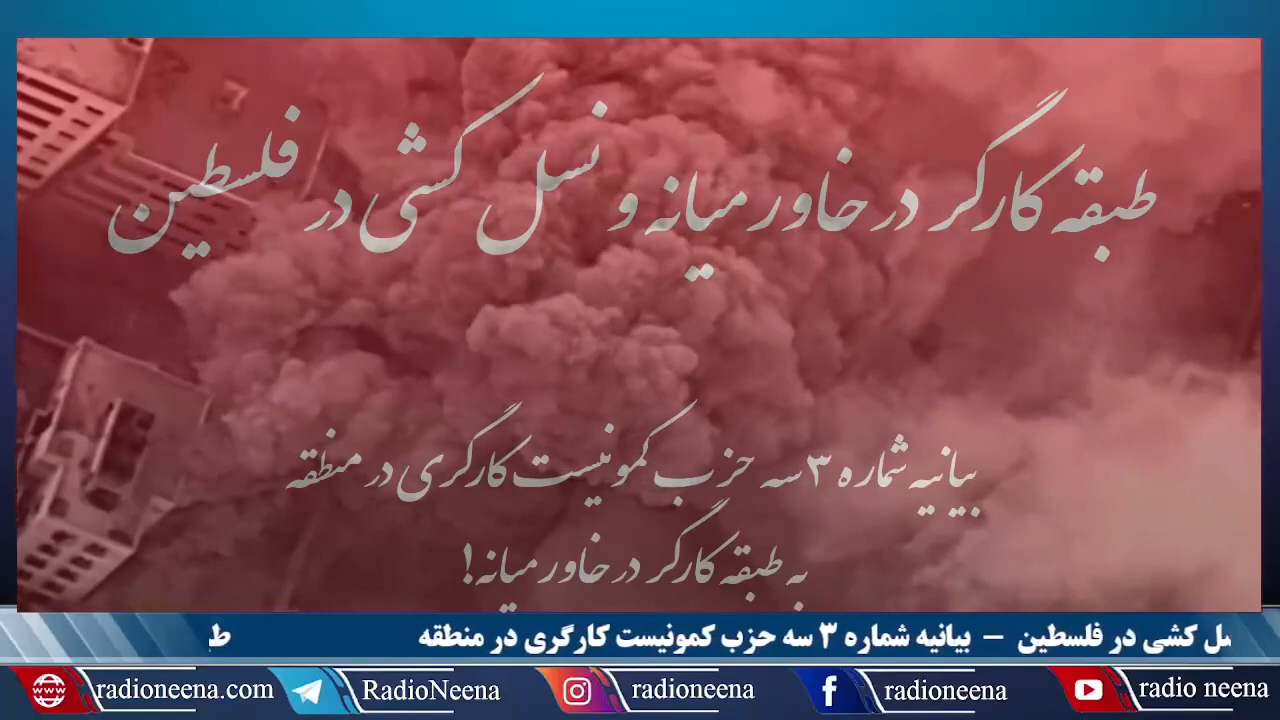 طبقه کارگر در خاورمیانه و نسل کشی در فلسطین
بیانیه شماره ۳ سه حزب کمونیست کارگری در منطقه
به طبقه کارگر در خاورمیانه!
سل کشی در فلسطین – بیانیه شماره ۳ سه حزب کمونیست کارگری در منطقه
radioneena.com RadioNeena radioneena radioneena radio neena